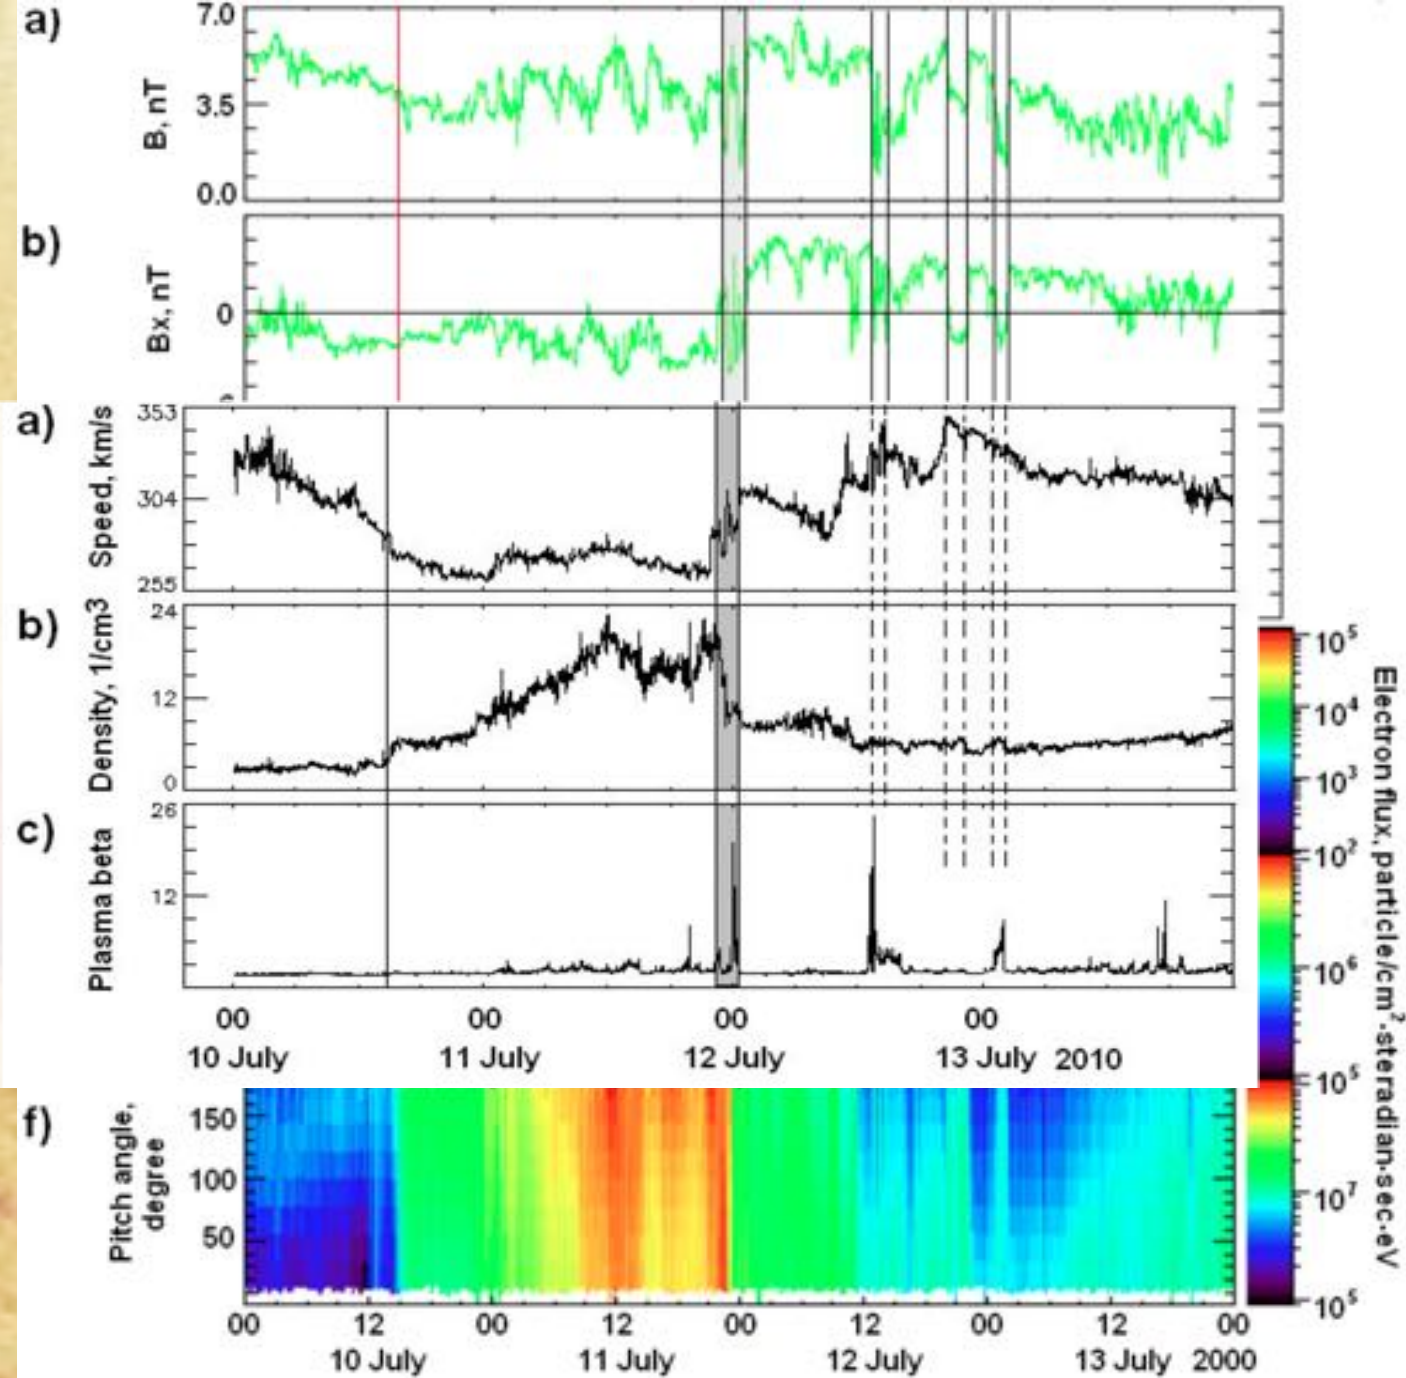 a)
B, nT
7.0
3.5
0.0
b)
Bx, nT
0
a)
Speed, km/s
353
304
255
b)
Density, 1/cm3
24
12
0
c)
Plasma beta
26
12
00 00 00 00
10 July 11 July 12 July 13 July 2010
f)
Pitch angle,
degree
150
100
50
00 12 00 12 00 12 00 12 00
10 July 11 July 12 July 13 July 2000
10⁵
10⁴
10³
10²
10⁶
10⁵
10⁷
10⁵
Electron flux, particle/cm²·steradian·sec·eV